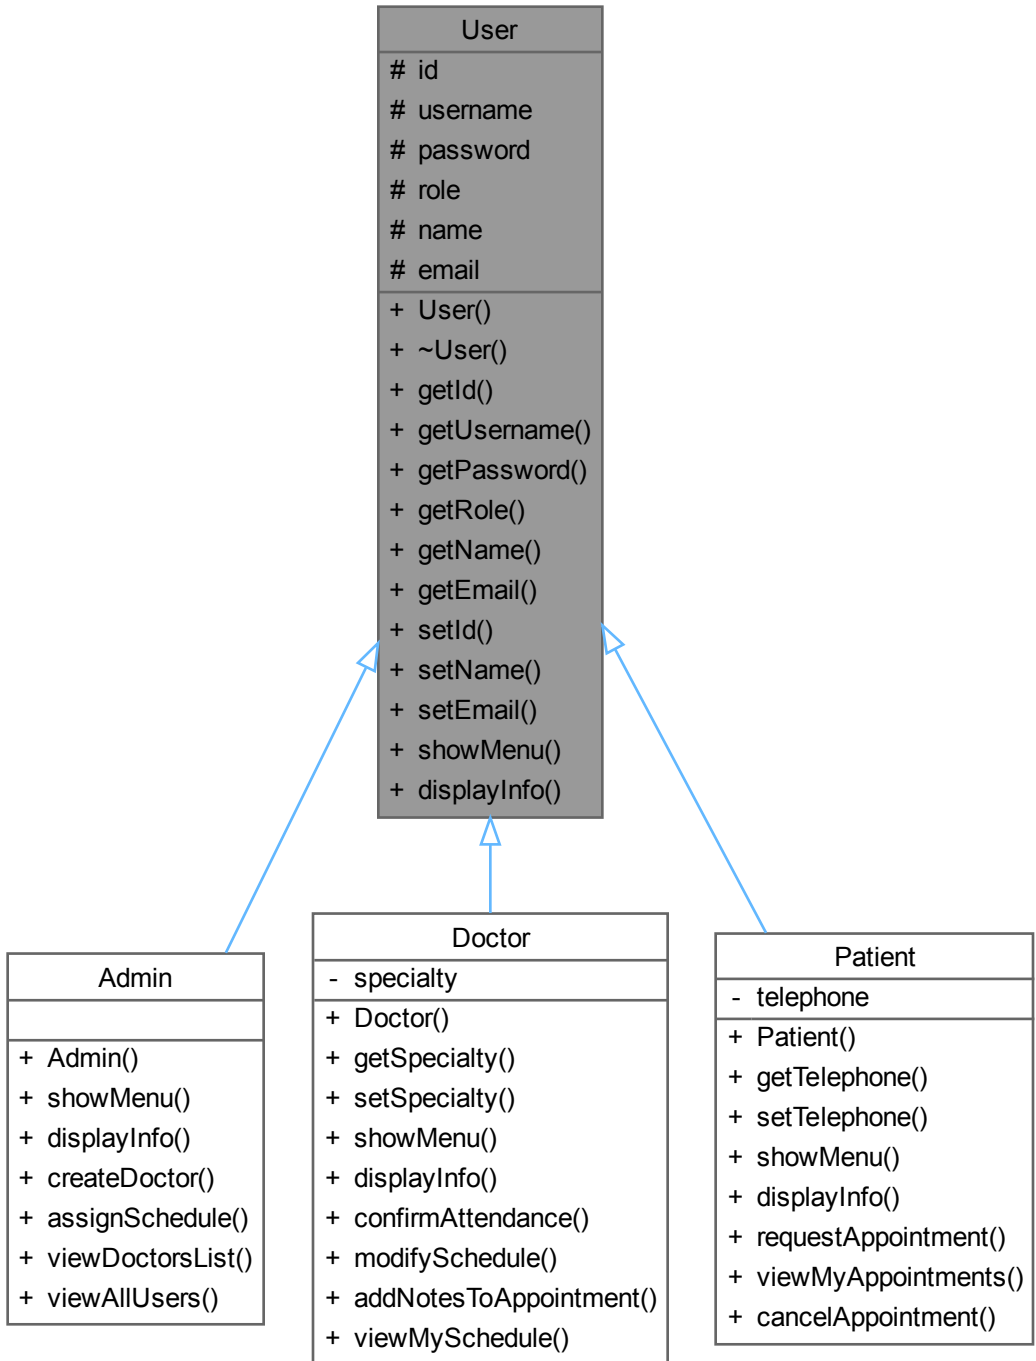 User
# id
# username
# password
# role
# name
# email
+ User()
+ ~User()
+ getId()
+ getUsername()
+ getPassword()
+ getRole()
+ getName()
+ getEmail()
+ setId()
+ setName()
+ setEmail()
+ showMenu()
+ displayInfo()
Admin
+ Admin()
+ showMenu()
+ displayInfo()
+ createDoctor()
+ assignSchedule()
+ viewDoctorsList()
+ viewAllUsers()
Doctor
- specialty
+ Doctor()
+ getSpecialty()
+ setSpecialty()
+ showMenu()
+ displayInfo()
+ confirmAttendance()
+ modifySchedule()
+ addNotesToAppointment()
+ viewMySchedule()
Patient
- telephone
+ Patient()
+ getTelephone()
+ setTelephone()
+ showMenu()
+ displayInfo()
+ requestAppointment()
+ viewMyAppointments()
+ cancelAppointment()